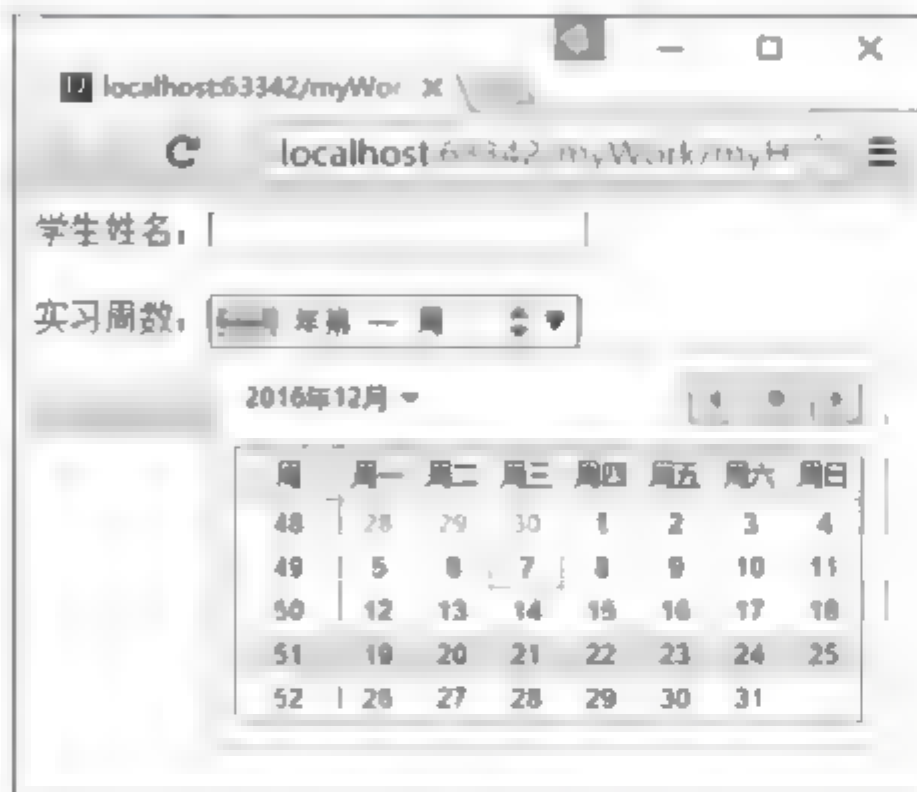 localhost:63342/myWor
localhost:63342/myWork/myH
学生姓名：
实习周数： ---- 年第 -- 周
2016年12月
周 周一 周二 周三 周四 周五 周六 周日
48 28 29 30 1 2 3 4
49 5 6 7 8 9 10 11
50 12 13 14 15 16 17 18
51 19 20 21 22 23 24 25
52 26 27 28 29 30 31